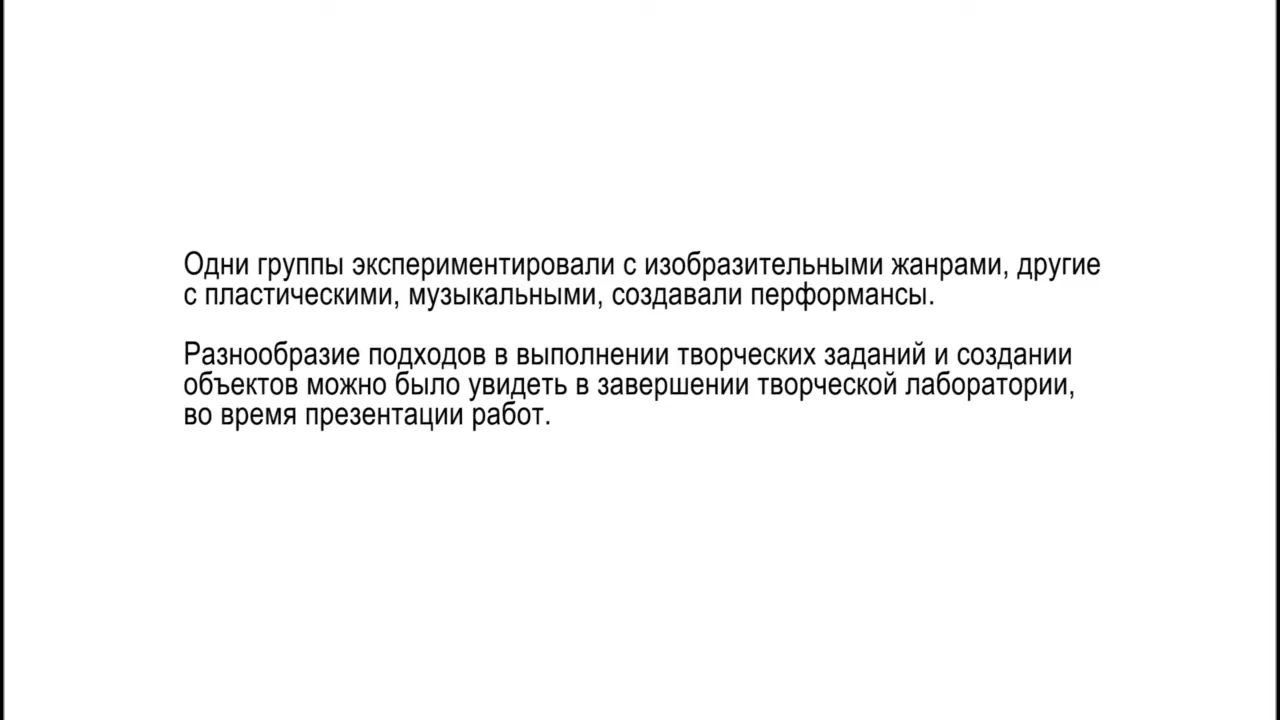 Одни группы экспериментировали с изобразительными жанрами, другие
с пластическими, музыкальными, создавали перформансы.
Разнообразие подходов в выполнении творческих заданий и создании
объектов можно было увидеть в завершении творческой лаборатории,
во время презентации работ.